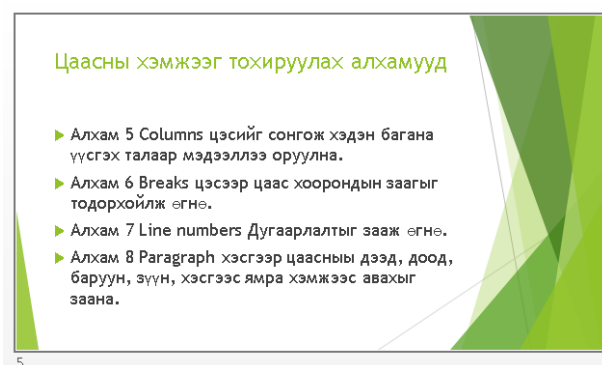 Цаасны хэмжээг тохируулах алхамууд
Алхам 5 Columns цэсийг сонгож хэдэн багана
үүсгэх талаар мэдээллээ оруулна.
Алхам 6 Breaks цэсээр цаас хоорондын заагыг
тодорхойлж өгнө.
Алхам 7 Line numbers Дугаарлалтыг зааж өгнө.
Алхам 8 Paragraph хэсгээр цаасныы дээд, доод,
баруун, зүүн, хэсгээс ямра хэмжээс авахыг
заана.
5